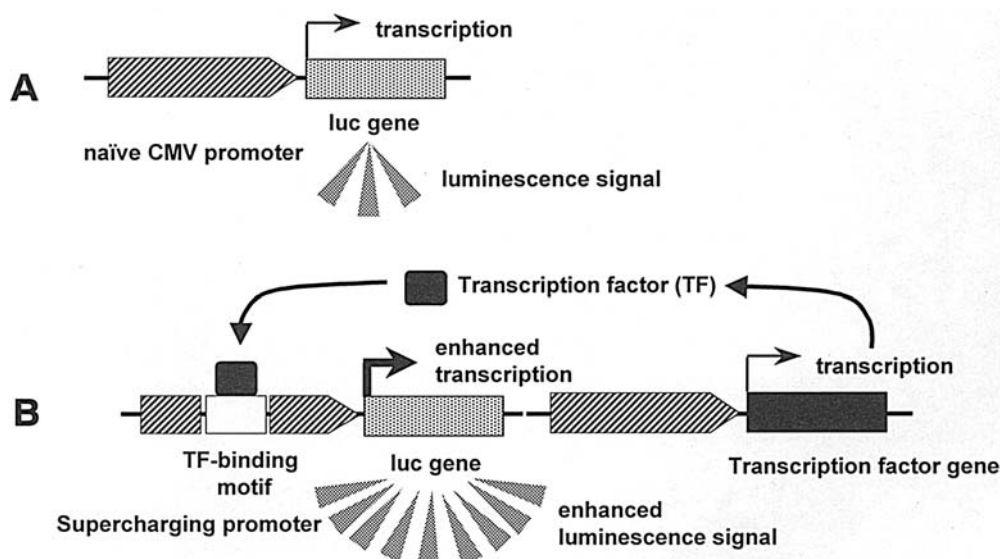 A
transcription
luc gene
naïve CMV promoter
luminescence signal
B
Transcription factor (TF)
enhanced
transcription
transcription
TF-binding
motif
luc gene
Transcription factor gene
Supercharging promoter
enhanced
luminescence signal